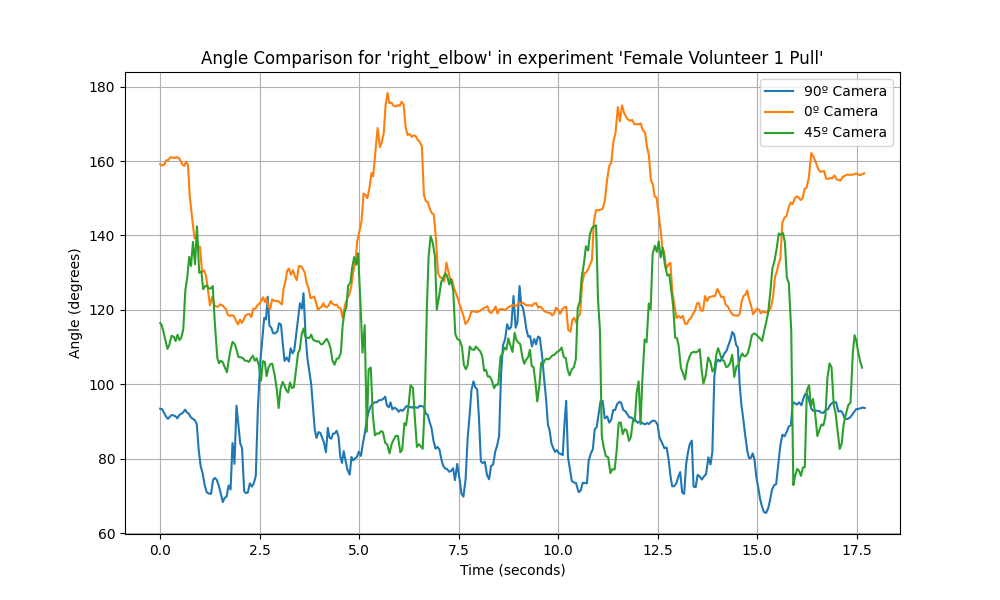 Angle Comparison for 'right_elbow' in experiment 'Female Volunteer 1 Pull'
90º Camera
0º Camera
45º Camera
Angle (degrees)
180
160
140
120
100
80
60
0.0 2.5 5.0 7.5 10.0 12.5 15.0 17.5
Time (seconds)